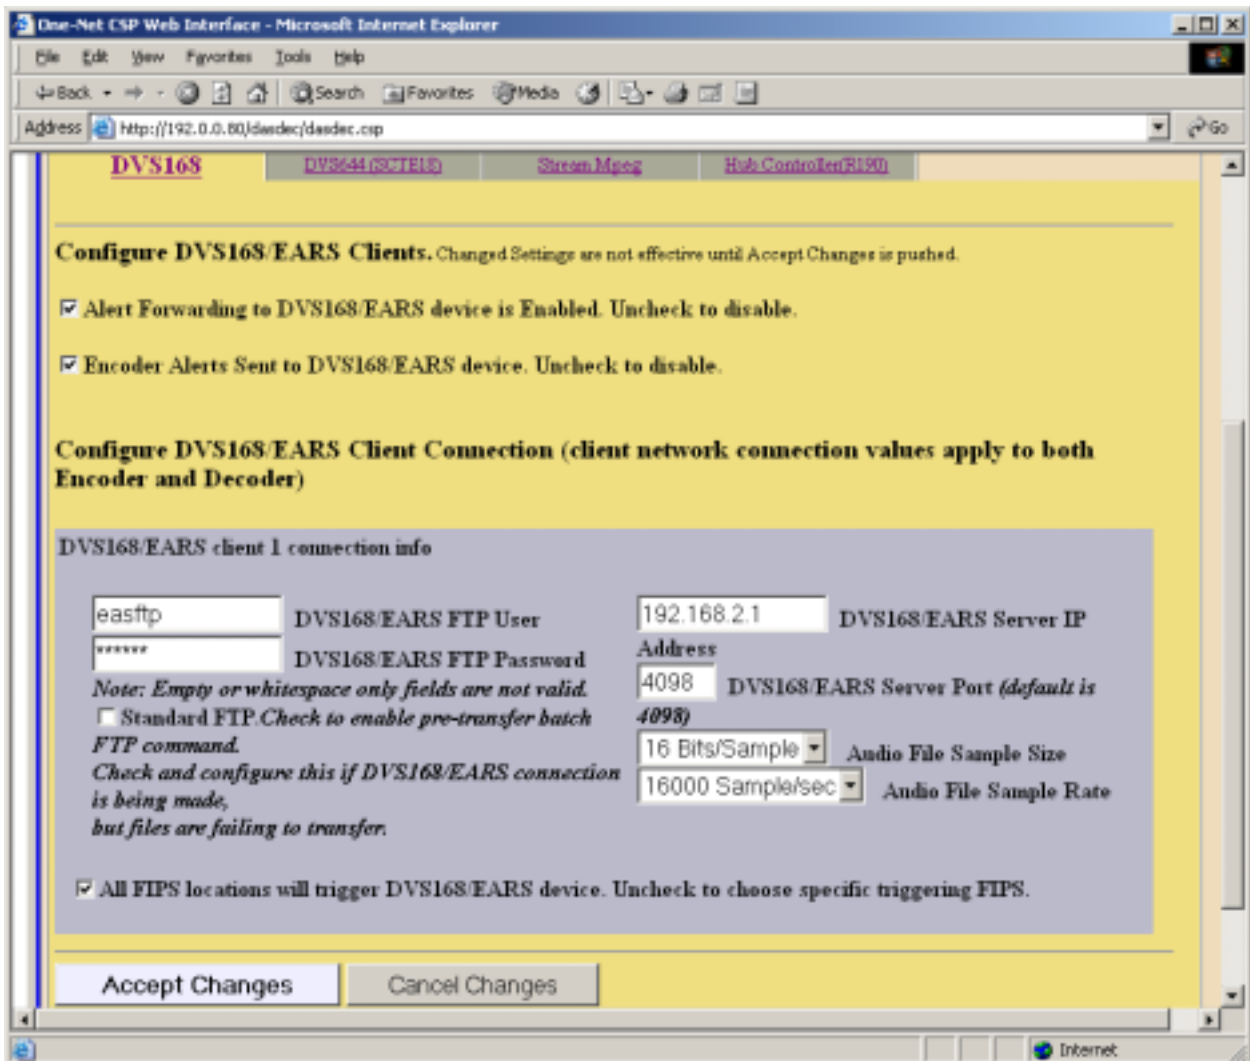 One-Net CSP Web Interface - Microsoft Internet Explorer
File Edit View Favorites Tools Help
Back Search Favorites Media
Address http://192.0.0.80/dasdec/dasdec.csp Go
DVS168 DVS644 (SCTE18) Stream Mpeg Hub Controller(R190)
Configure DVS168/EARS Clients. Changed Settings are not effective until Accept Changes is pushed.
Alert Forwarding to DVS168/EARS device is Enabled. Uncheck to disable.
Encoder Alerts Sent to DVS168/EARS device. Uncheck to disable.
Configure DVS168/EARS Client Connection (client network connection values apply to both
Encoder and Decoder)
DVS168/EARS client 1 connection info
easftp DVS168/EARS FTP User
****** DVS168/EARS FTP Password
Note: Empty or whitespace only fields are not valid.
Standard FTP. Check to enable pre-transfer batch
FTP command.
Check and configure this if DVS168/EARS connection
is being made,
but files are failing to transfer.
192.168.2.1 DVS168/EARS Server IP
Address
4098 DVS168/EARS Server Port (default is
4098)
16 Bits/Sample Audio File Sample Size
16000 Sample/sec Audio File Sample Rate
All FIPS locations will trigger DVS168/EARS device. Uncheck to choose specific triggering FIPS.
Accept Changes Cancel Changes
Internet